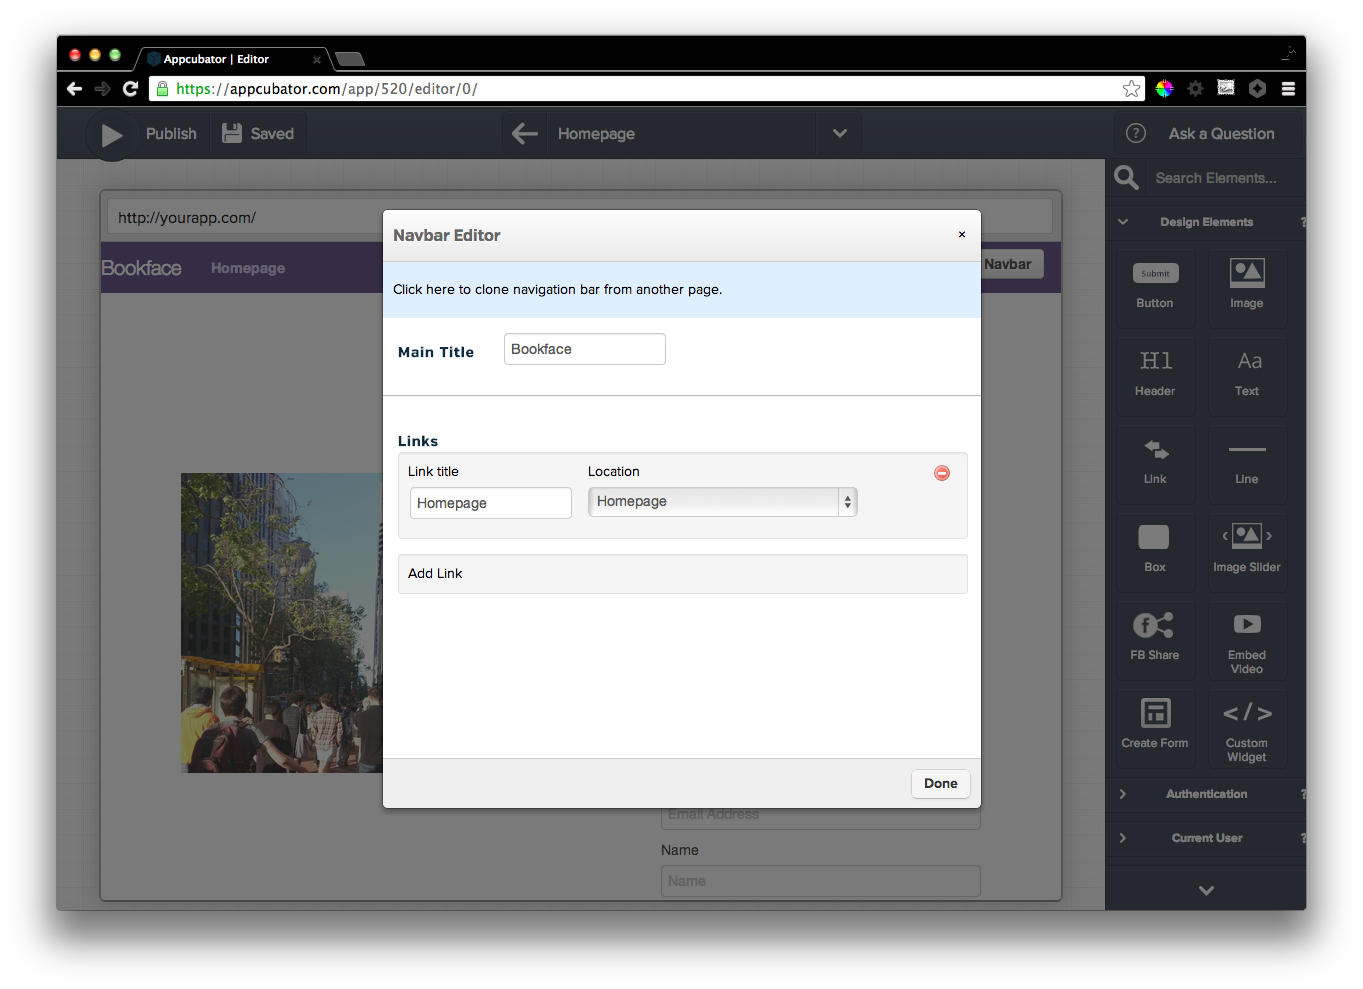 Appcubator | Editor
https://appcubator.com/app/520/editor/0/
Publish
Saved
Homepage
? Ask a Question
Search Elements...
http://yourapp.com/
Bookface
Homepage
Navbar
Navbar Editor
×
Click here to clone navigation bar from another page.
Main Title
Bookface
Links
Link title
Location
Homepage
Homepage
Add Link
Done
Email Address
Name
Name
Design Elements
?
Submit
Button
Image
H1
Header
Aa
Text
Link
Line
Box
Image Slider
f
FB Share
Embed
Video
Create Form
</>
Custom
Widget
Authentication
?
Current User
?